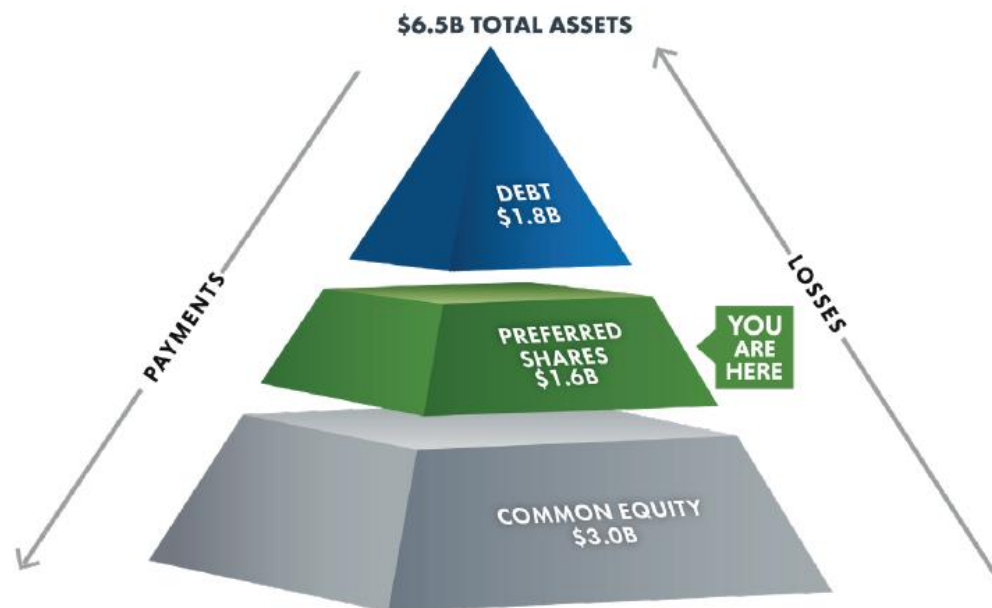 $6.5B TOTAL ASSETS
DEBT
$1.8B
PAYMENTS
LOSSES
PREFERRED
SHARES
$1.6B
YOU
ARE
HERE
COMMON EQUITY
$3.0B